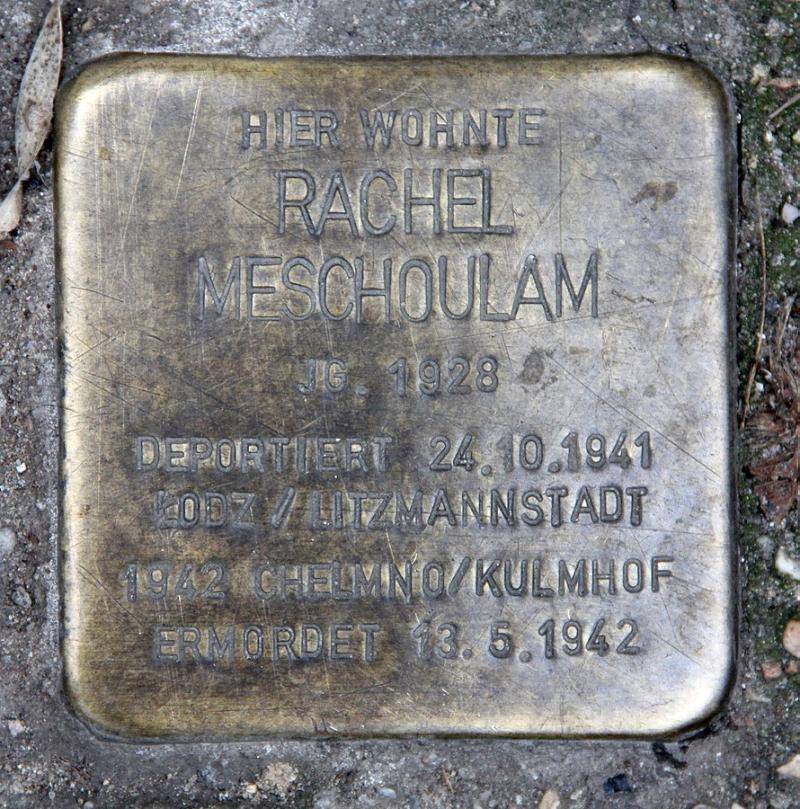 HIER WOHNTE
RACHEL
MESCHOULAM
JG. 1928
DEPORTIERT 24.10.1941
ŁODZ / LITZMANNSTADT
1942 CHELMNO/KULMHOF
ERMORDET 13.5.1942